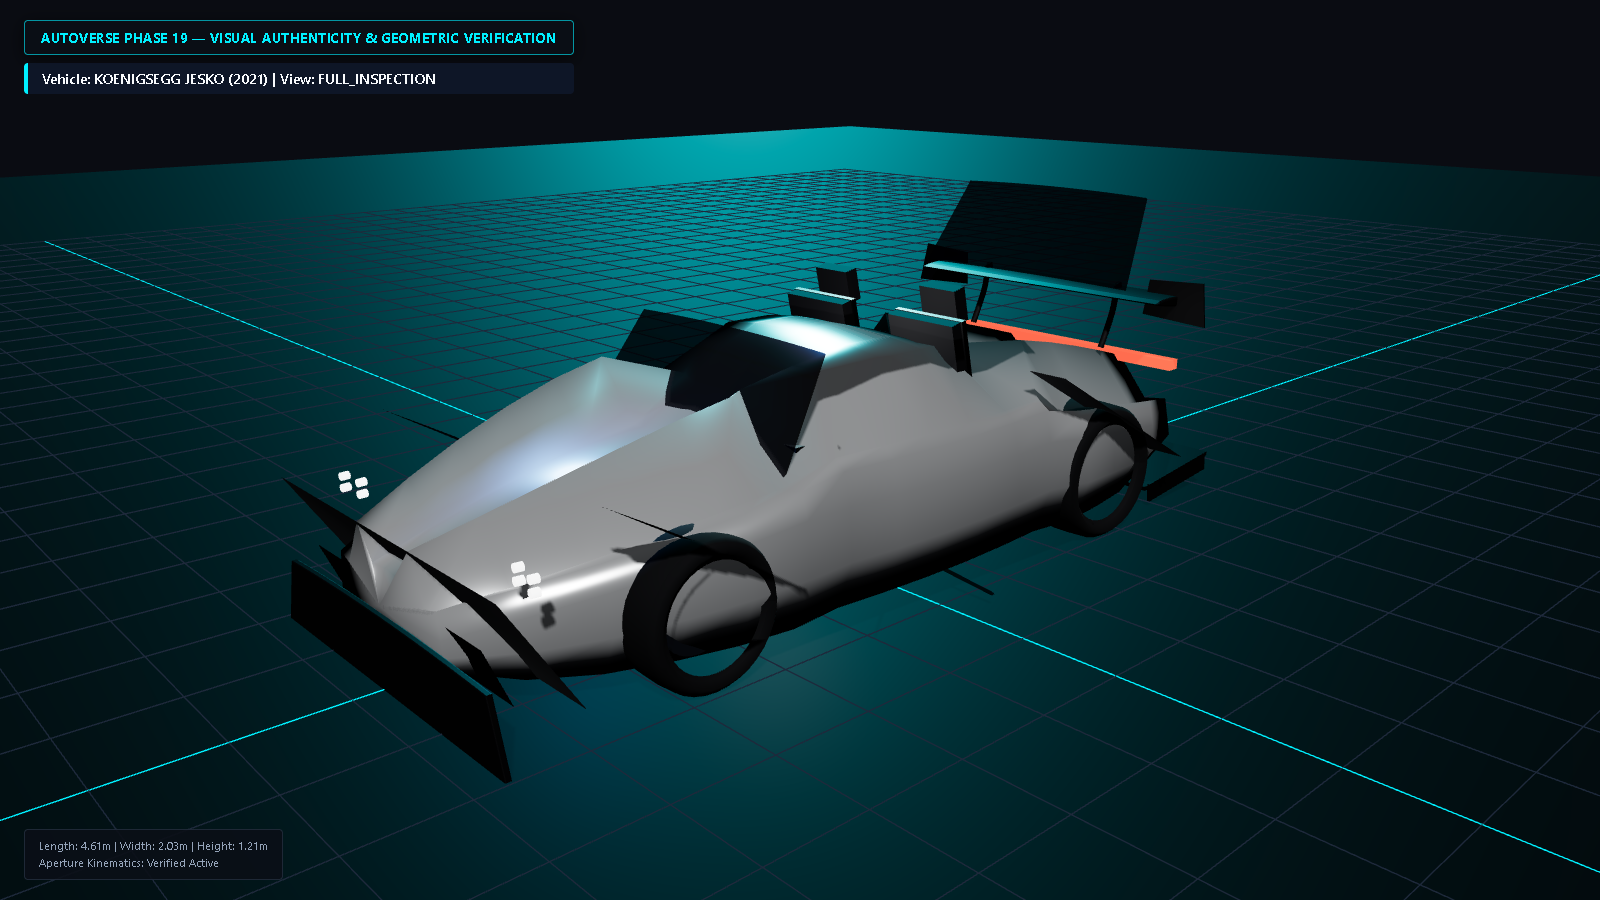 AUTOVERSE PHASE 19 — VISUAL AUTHENTICITY & GEOMETRIC VERIFICATION
Vehicle: KOENIGSEGG JESKO (2021) | View: FULL_INSPECTION
Length: 4.61m | Width: 2.03m | Height: 1.21m
Aperture Kinematics: Verified Active